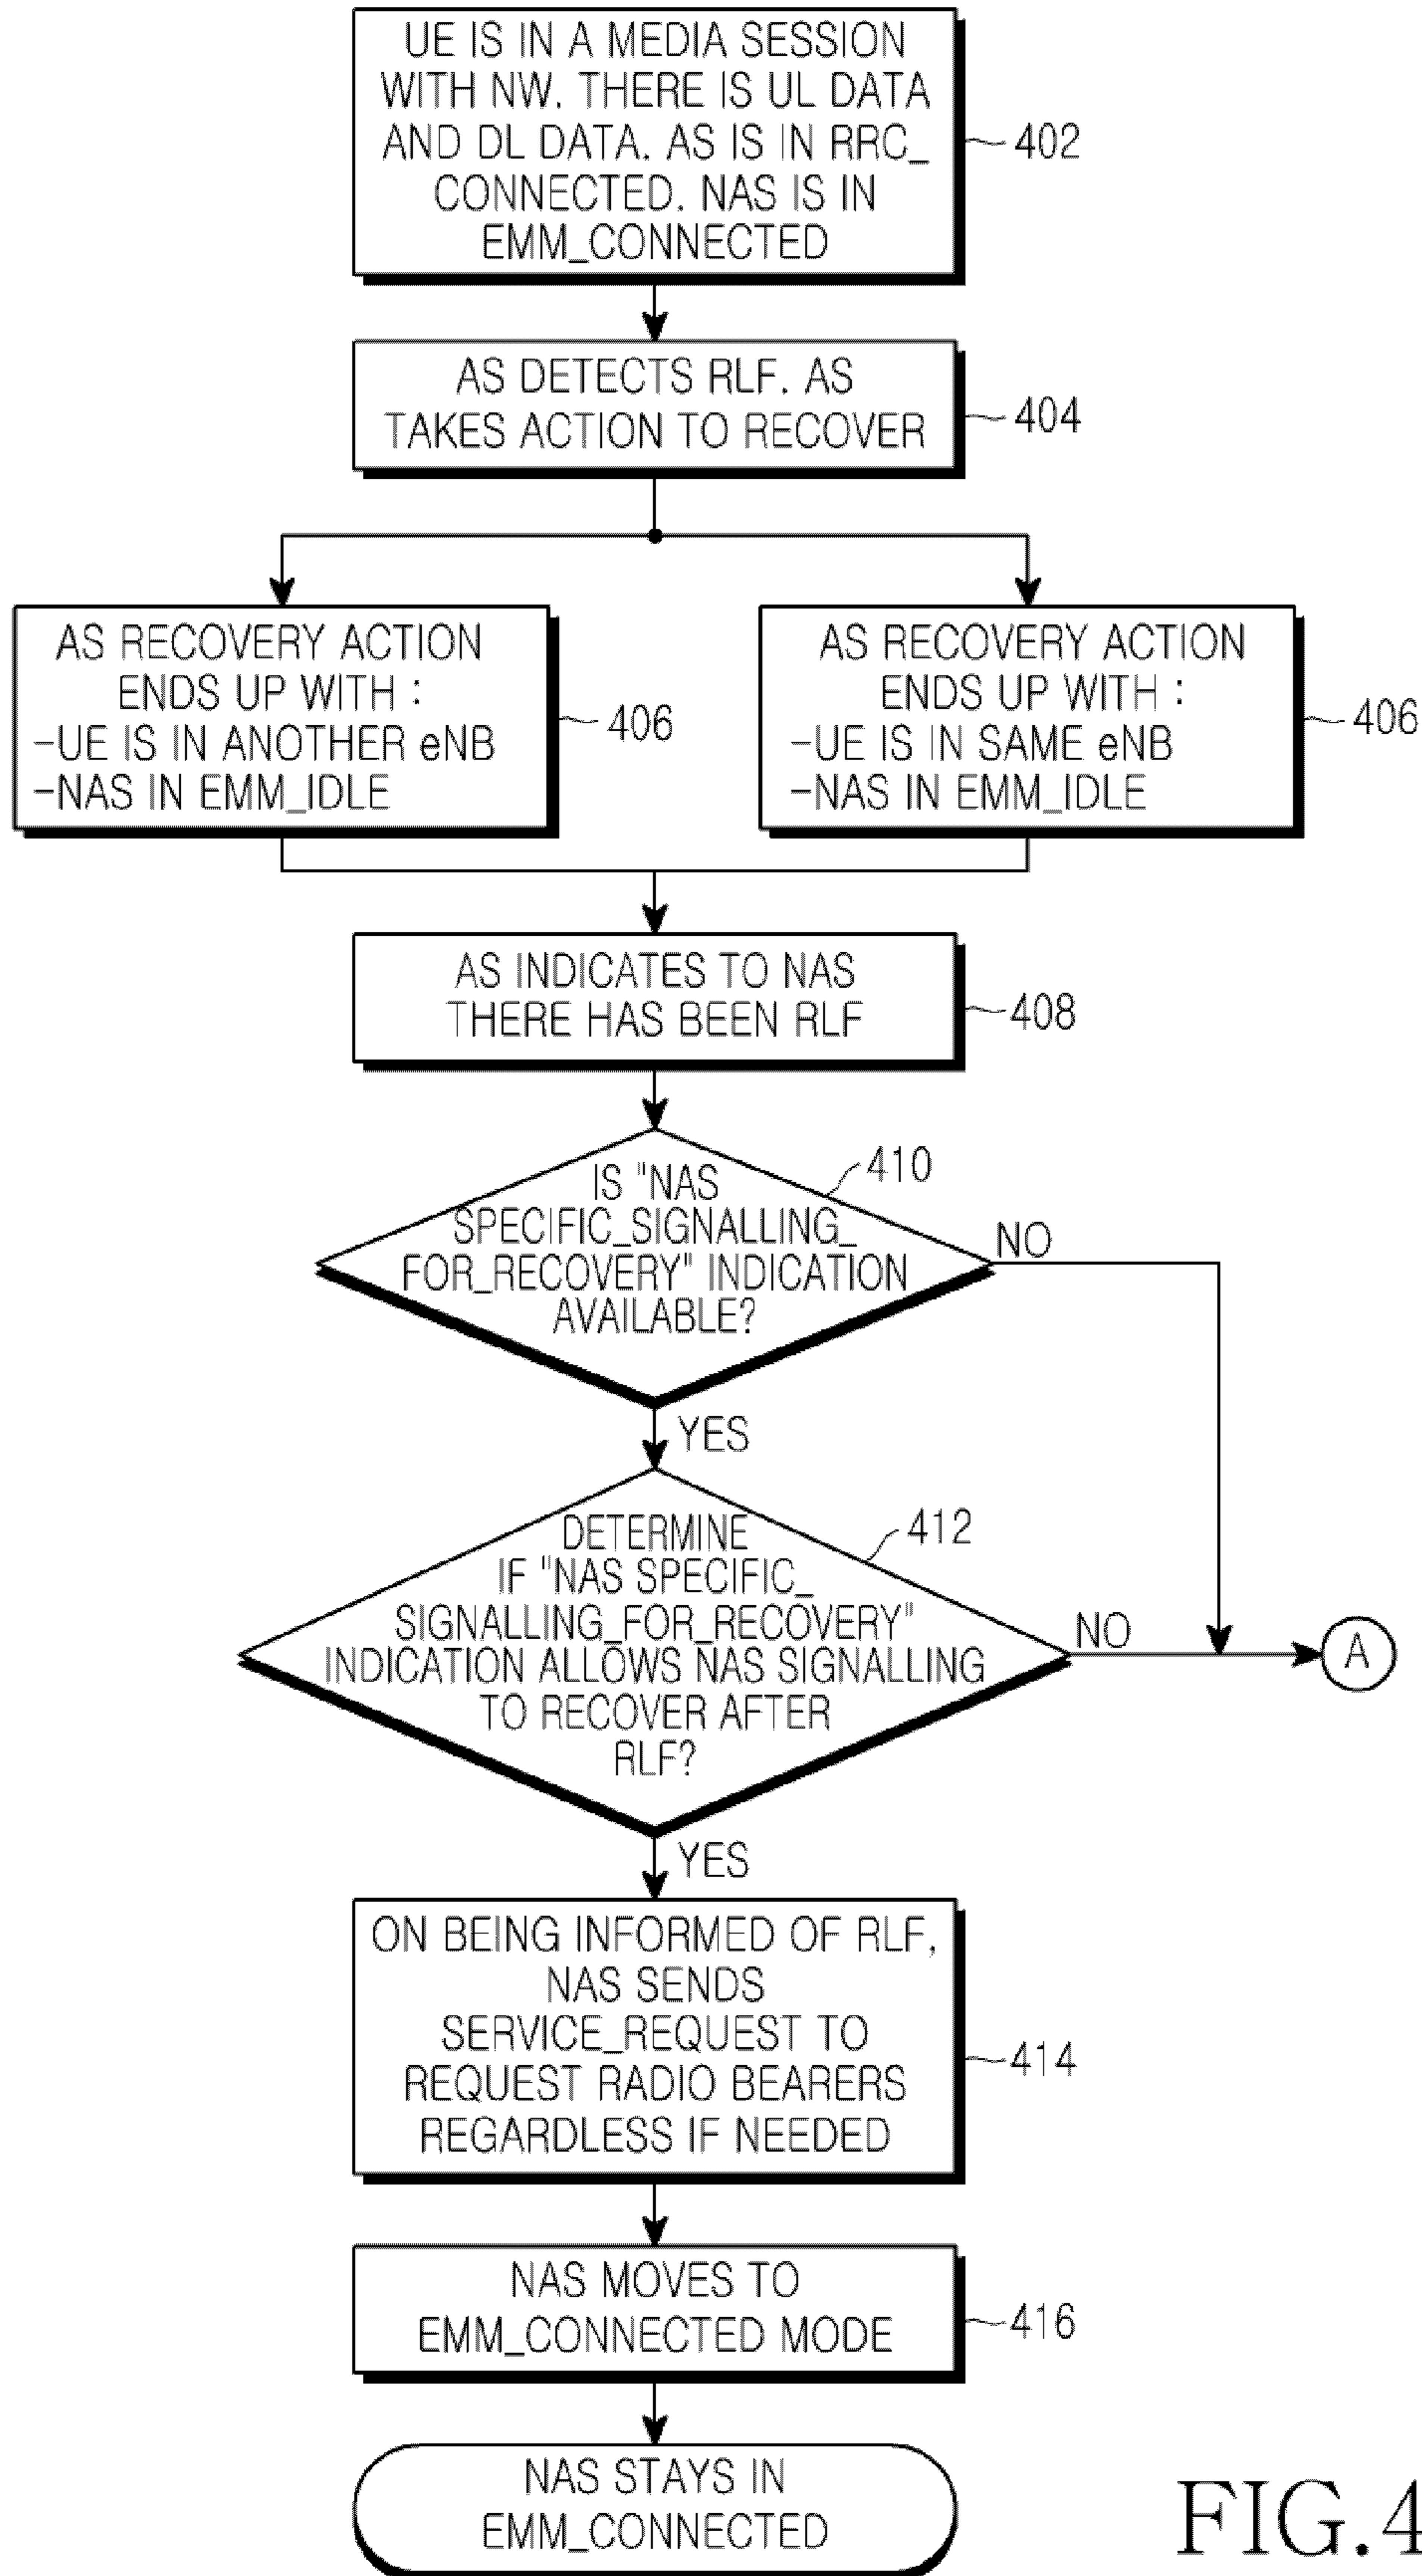 UE IS IN A MEDIA SESSION
WITH NW. THERE IS UL DATA
AND DL DATA. AS IS IN RRC_
CONNECTED. NAS IS IN
EMM_CONNECTED
402
AS DETECTS RLF. AS
TAKES ACTION TO RECOVER
404
AS RECOVERY ACTION
ENDS UP WITH :
-UE IS IN ANOTHER eNB
-NAS IN EMM_IDLE
406
AS RECOVERY ACTION
ENDS UP WITH :
-UE IS IN SAME eNB
-NAS IN EMM_IDLE
406
AS INDICATES TO NAS
THERE HAS BEEN RLF
408
IS "NAS
SPECIFIC_SIGNALLING_
FOR_RECOVERY" INDICATION
AVAILABLE?
410
NO
YES
DETERMINE
IF "NAS SPECIFIC_
SIGNALLING_FOR_RECOVERY"
INDICATION ALLOWS NAS SIGNALLING
TO RECOVER AFTER
RLF?
412
NO
A
YES
ON BEING INFORMED OF RLF,
NAS SENDS
SERVICE_REQUEST TO
REQUEST RADIO BEARERS
REGARDLESS IF NEEDED
414
NAS MOVES TO
EMM_CONNECTED MODE
416
NAS STAYS IN
EMM_CONNECTED
FIG.4